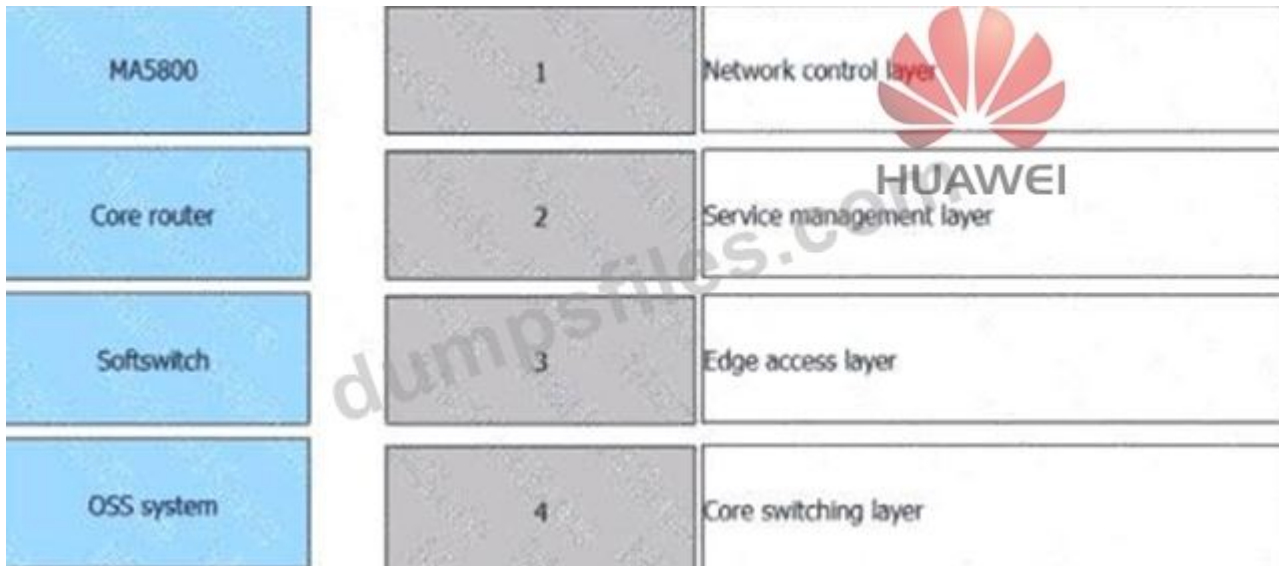 MA5800 1 Network control layer
HUAWEI
Core router 2 Service management layer
dumpsfiles.com
Softswitch 3 Edge access layer
OSS system 4 Core switching layer